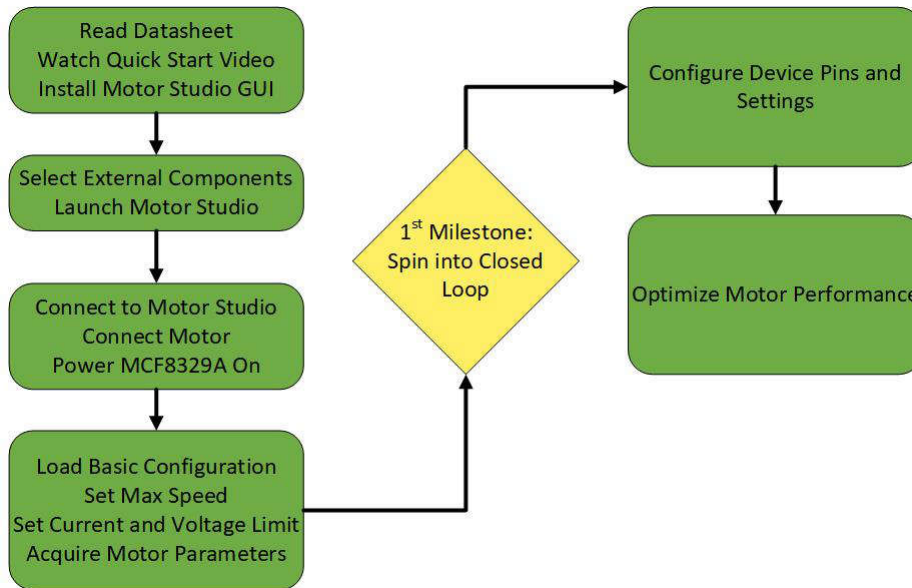 Read Datasheet
Watch Quick Start Video
Install Motor Studio GUI
Select External Components
Launch Motor Studio
Connect to Motor Studio
Connect Motor
Power MCF8329A On
Load Basic Configuration
Set Max Speed
Set Current and Voltage Limit
Acquire Motor Parameters
1st Milestone:
Spin into Closed
Loop
Configure Device Pins and
Settings
Optimize Motor Performance